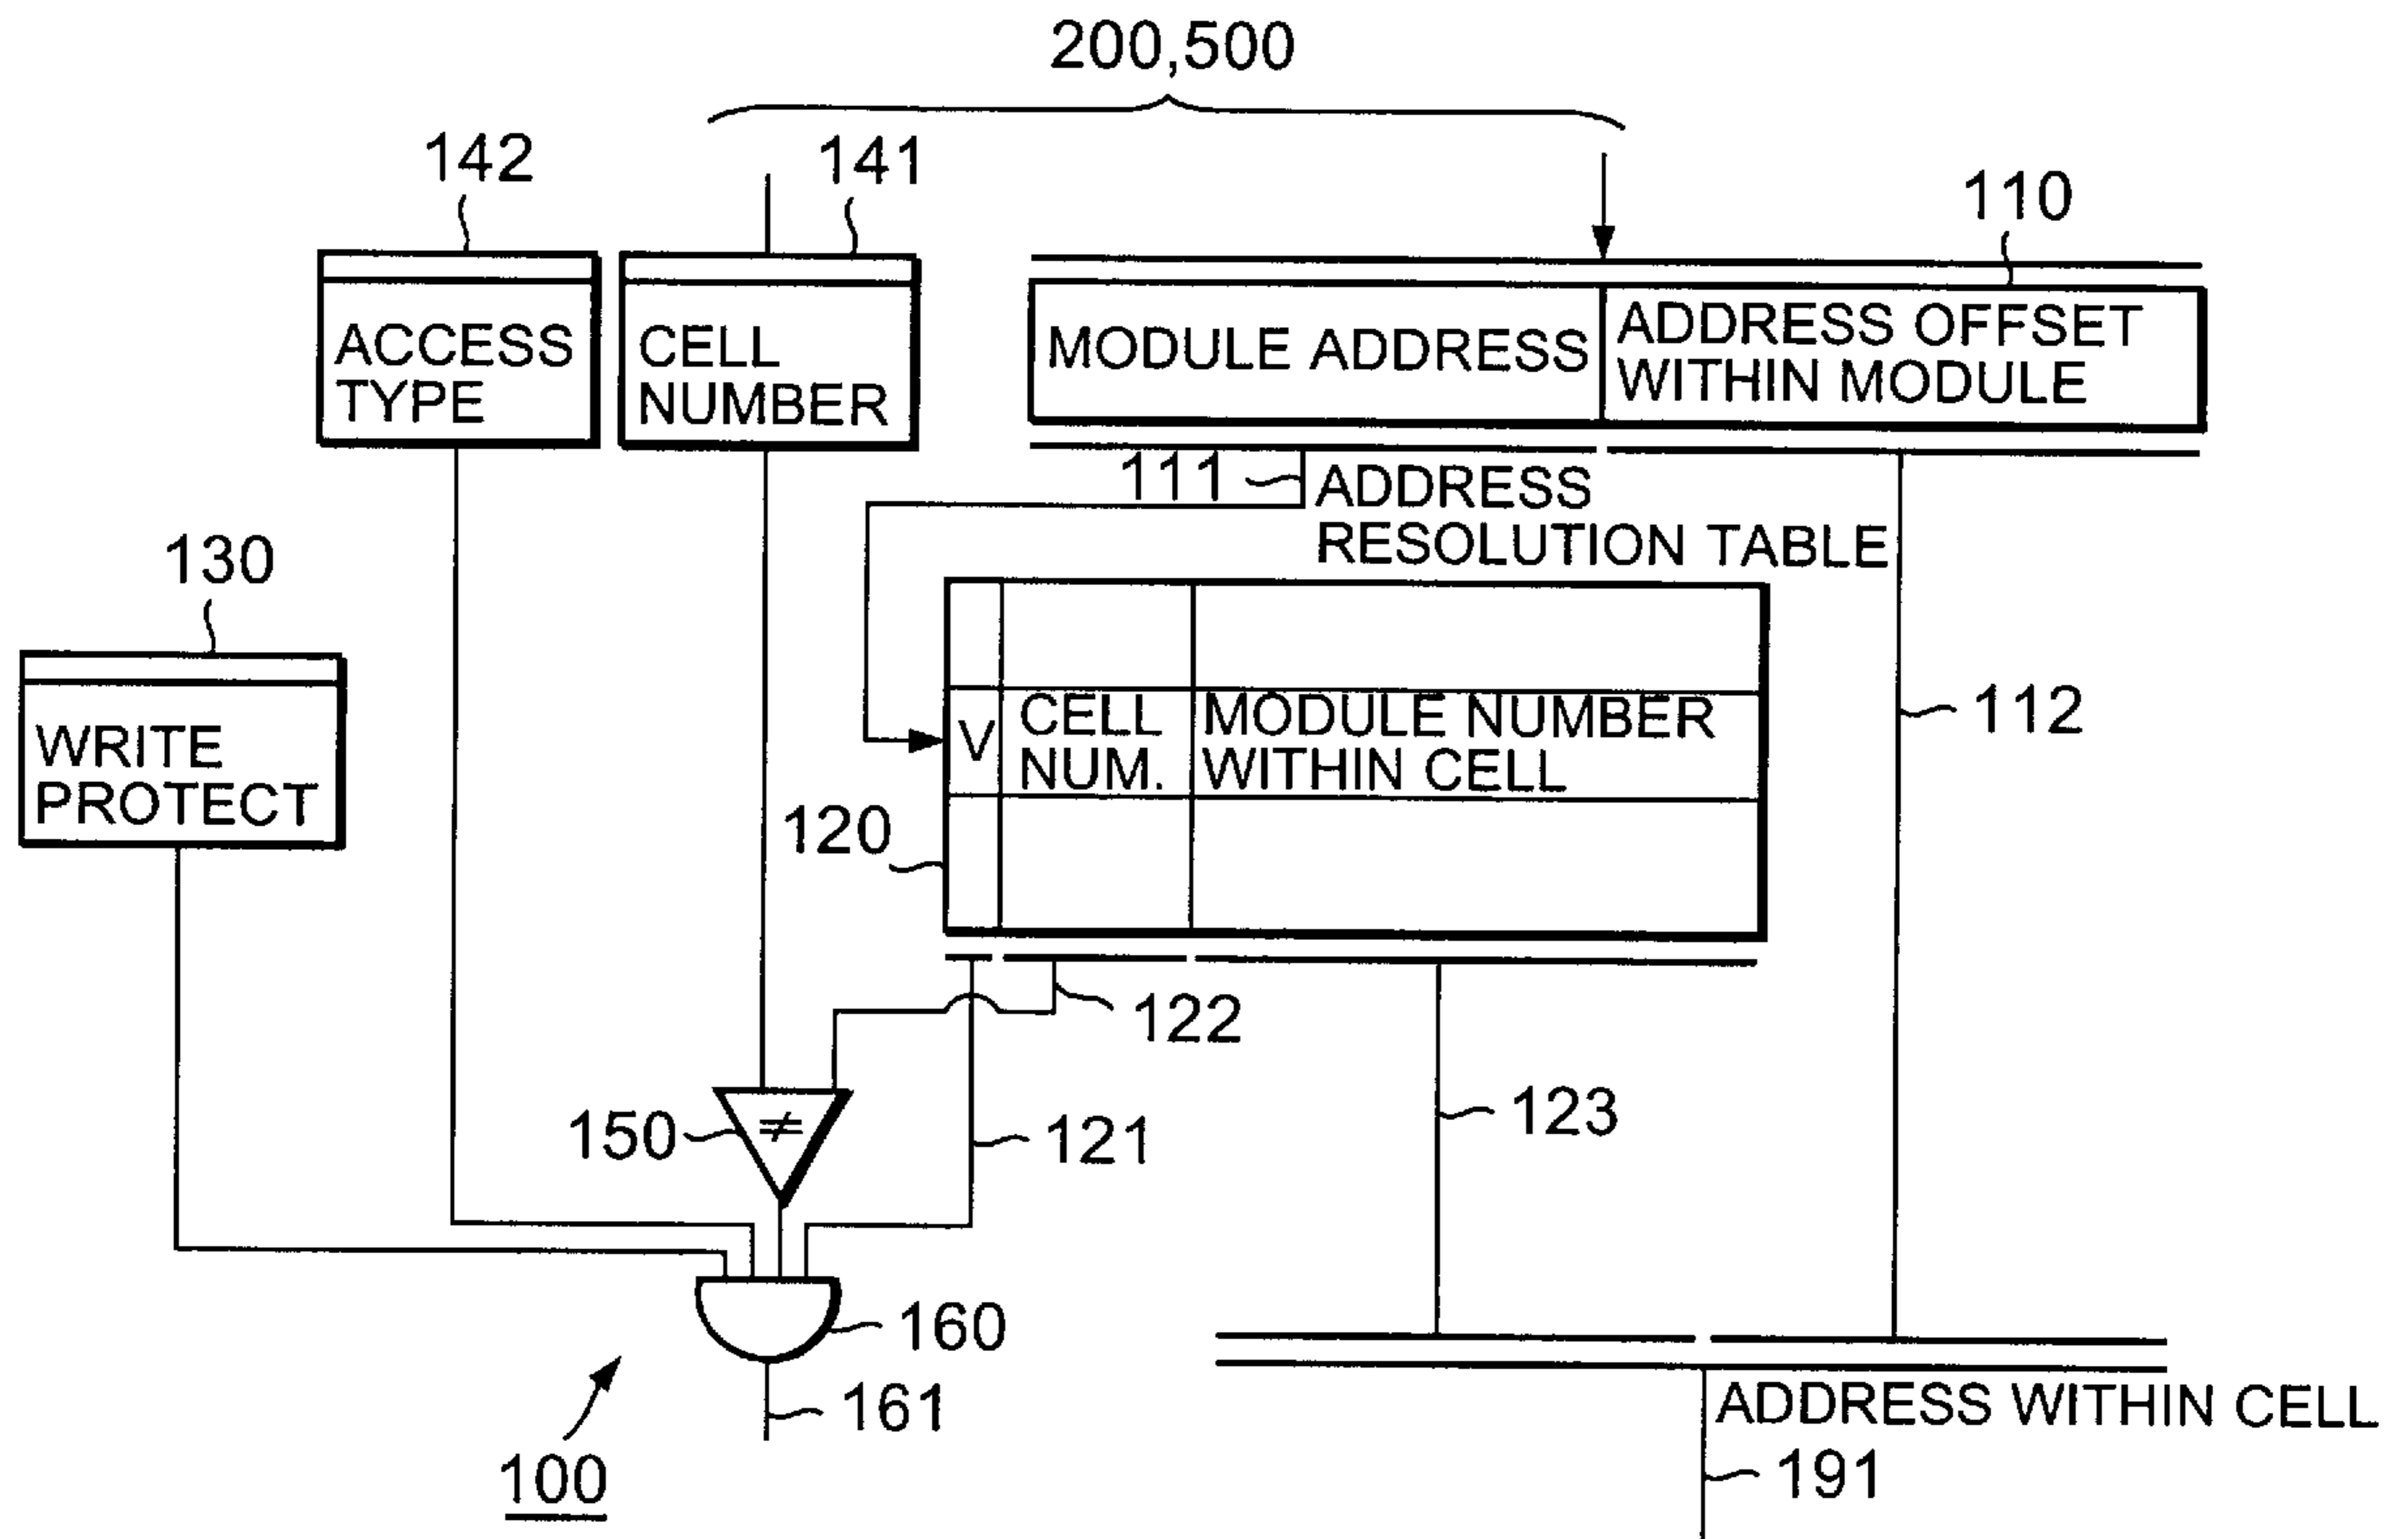 200,500
142
141
110
ACCESS
TYPE
CELL
NUMBER
MODULE ADDRESS
ADDRESS OFFSET
WITHIN MODULE
111
ADDRESS
RESOLUTION TABLE
130
WRITE
PROTECT
V
CELL
NUM.
MODULE NUMBER
WITHIN CELL
112
120
122
150
≠
121
123
160
161
100
ADDRESS WITHIN CELL
191